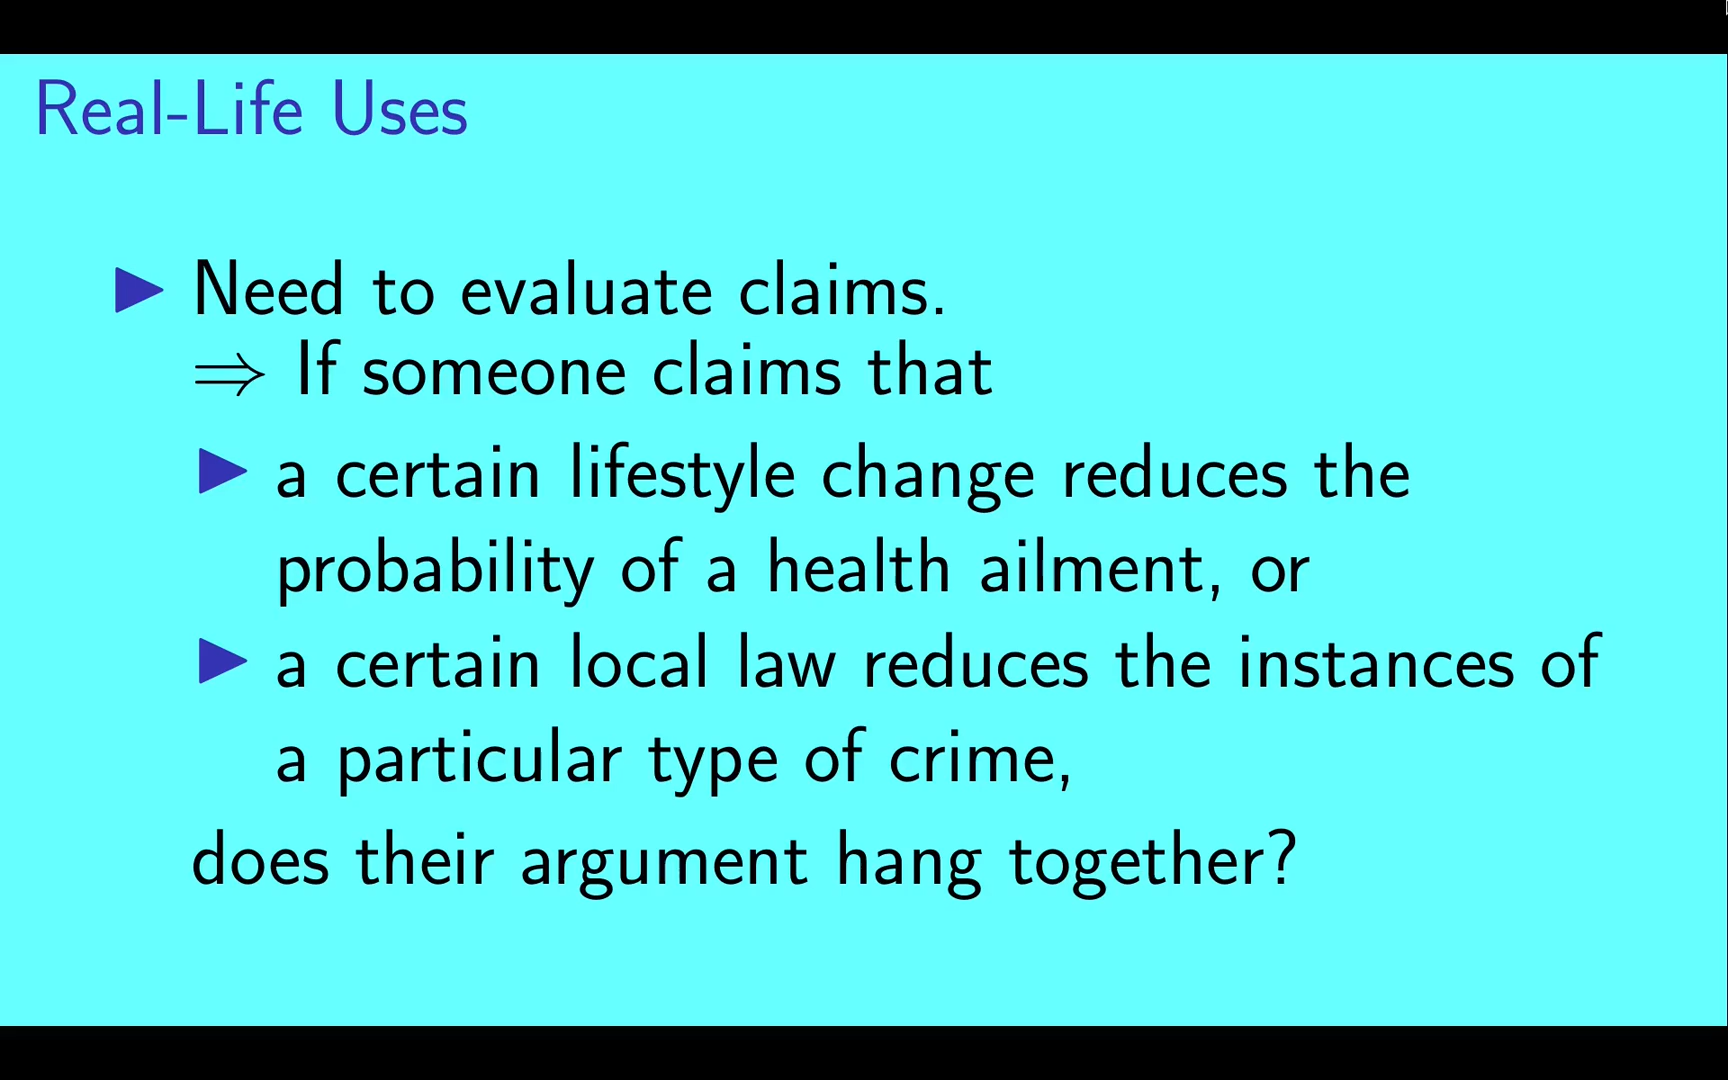 Real-Life Uses
▶ Need to evaluate claims.
⇒ If someone claims that
▶ a certain lifestyle change reduces the
probability of a health ailment, or
▶ a certain local law reduces the instances of
a particular type of crime,
does their argument hang together?